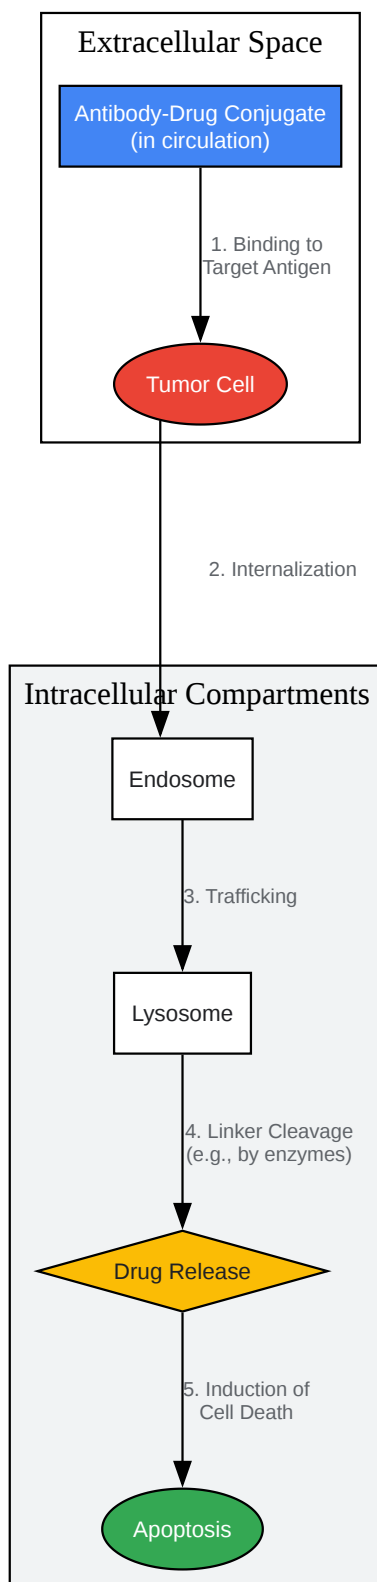 Extracellular Space
Antibody-Drug Conjugate
(in circulation)
1. Binding to
Target Antigen
Tumor Cell
2. Internalization
Intracellular Compartments
Endosome
3. Trafficking
Lysosome
4. Linker Cleavage
(e.g., by enzymes)
Drug Release
5. Induction of
Cell Death
Apoptosis